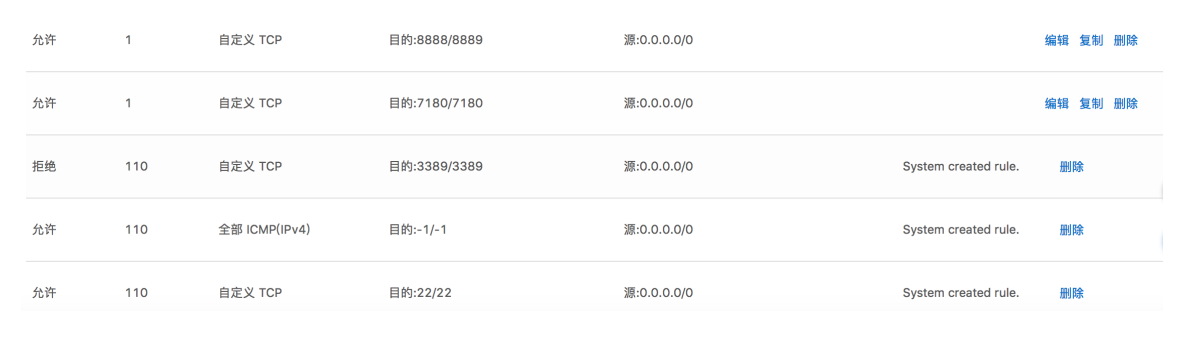 允许 1 自定义 TCP 目的:8888/8889 源:0.0.0.0/0 编辑 复制 删除
允许 1 自定义 TCP 目的:7180/7180 源:0.0.0.0/0 编辑 复制 删除
拒绝 110 自定义 TCP 目的:3389/3389 源:0.0.0.0/0 System created rule. 删除
允许 110 全部 ICMP(IPv4) 目的:-1/-1 源:0.0.0.0/0 System created rule. 删除
允许 110 自定义 TCP 目的:22/22 源:0.0.0.0/0 System created rule. 删除